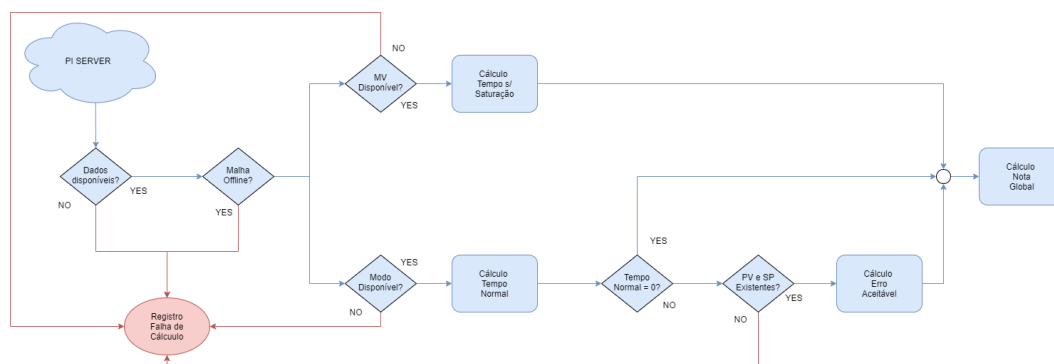 PI SERVER
Dados
disponíveis?
NO
YES
Malha
Offline?
YES
NO
MV
Disponível?
YES
Cálculo
Tempo s/
Saturação
YES
Modo
Disponível?
NO
Cálculo
Tempo
Normal
YES
Tempo
Normal = 0?
NO
PV e SP
Existentes?
YES
NO
Cálculo
Erro
Aceitável
Cálculo
Nota
Global
Registro
Falha de
Cálcuulo